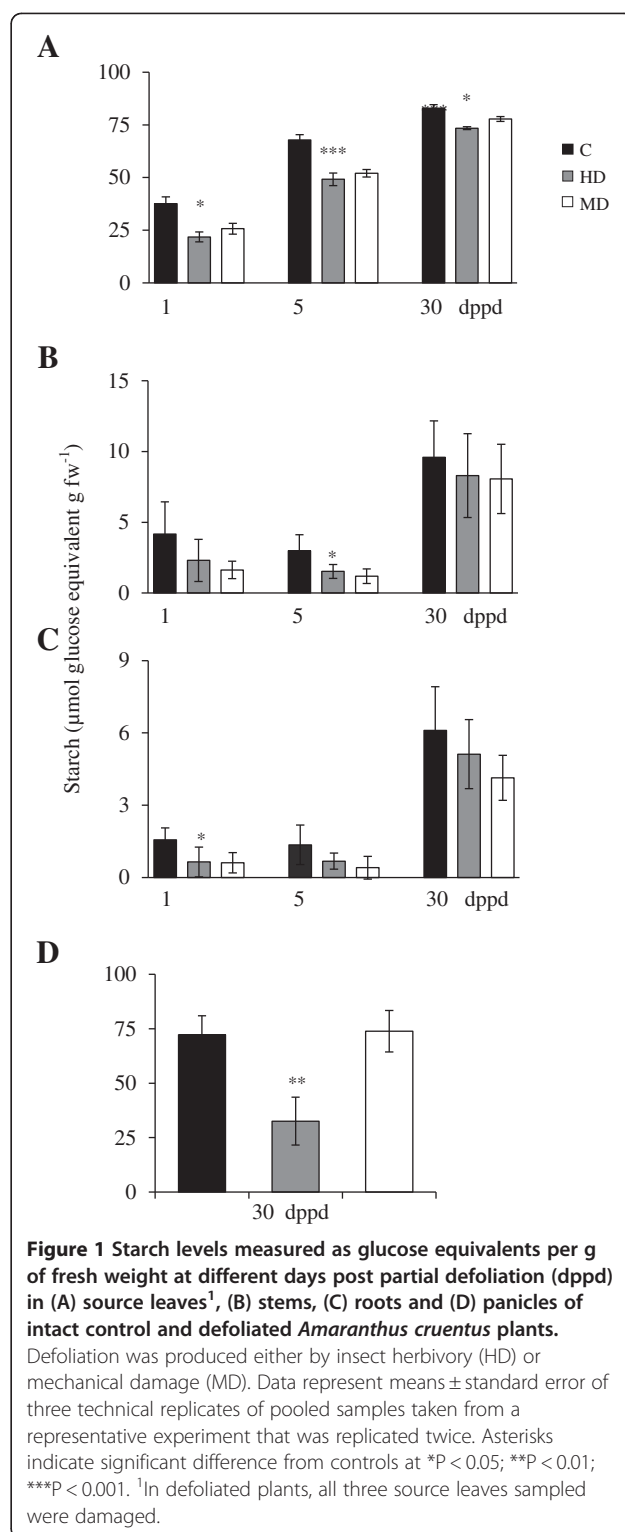 A
100
75
50
25
0
*
***
****
*
1
5
30 dppd
C
HD
MD
B
15
10
5
0
*
1
5
30 dppd
C
9
6
3
0
*
1
5
30 dppd
Starch (µmol glucose equivalent g fw-1)
D
100
75
50
25
0
**
30 dppd
Figure 1 Starch levels measured as glucose equivalents per g
of fresh weight at different days post partial defoliation (dppd)
in (A) source leaves1, (B) stems, (C) roots and (D) panicles of
intact control and defoliated Amaranthus cruentus plants.
Defoliation was produced either by insect herbivory (HD) or
mechanical damage (MD). Data represent means ± standard error of
three technical replicates of pooled samples taken from a
representative experiment that was replicated twice. Asterisks
indicate significant difference from controls at *P < 0.05; **P < 0.01;
***P < 0.001. 1In defoliated plants, all three source leaves sampled
were damaged.